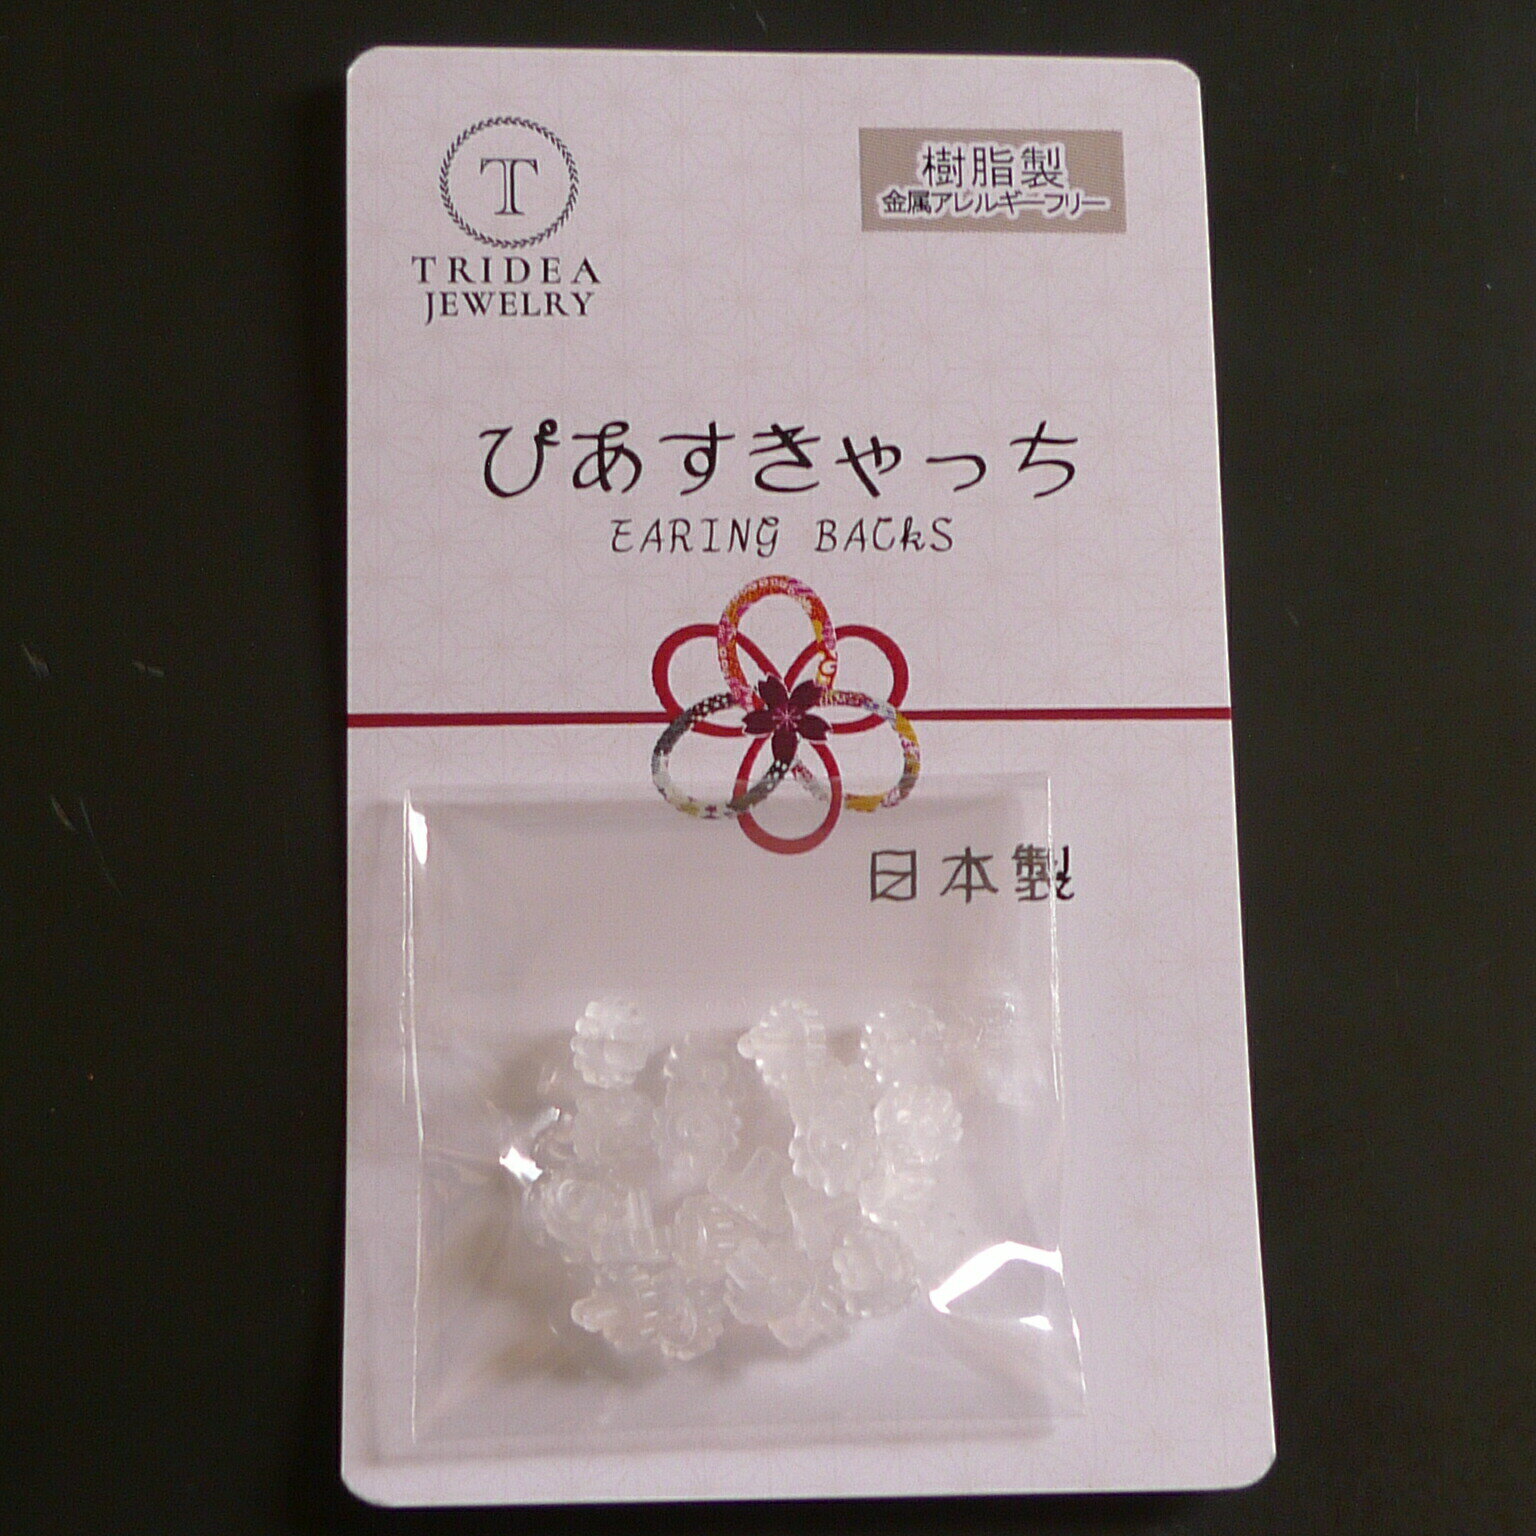 T
TRIDEA
JEWELRY
樹脂製
金属アレルギーフリー
ぴあすきゃっち
EARING BACKS
日本製